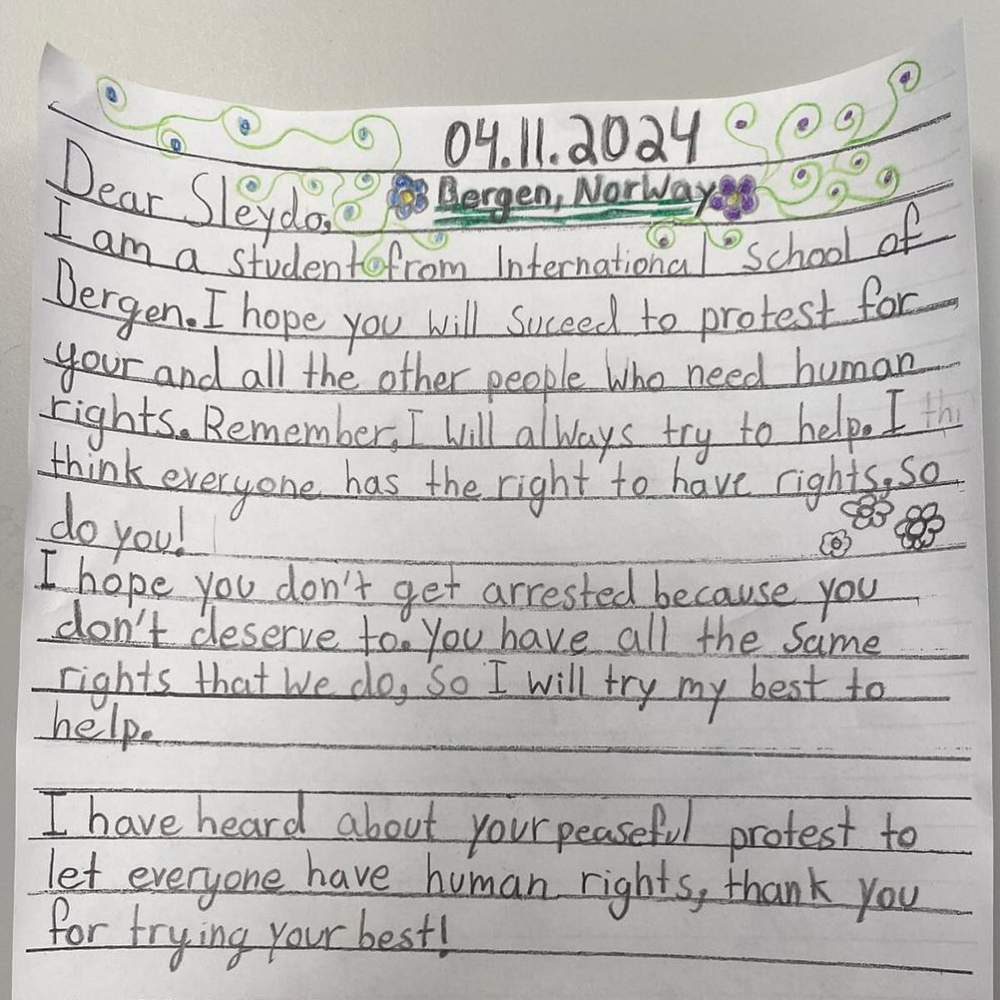 04.11.2024
Bergen, Norway
Dear Sleydo,
I am a student from International School of
Bergen. I hope you will suceed to protest for
your and all the other people who need human
rights. Remember, I will always try to help. I thi
think everyone has the right to have rights, so
do you!
I hope you don't get arrested because you
don't deserve to. You have all the same
rights that we do, so I will try my best to
help.
I have heard about your peaseful protest to
let everyone have human rights, thank you
for trying your best!